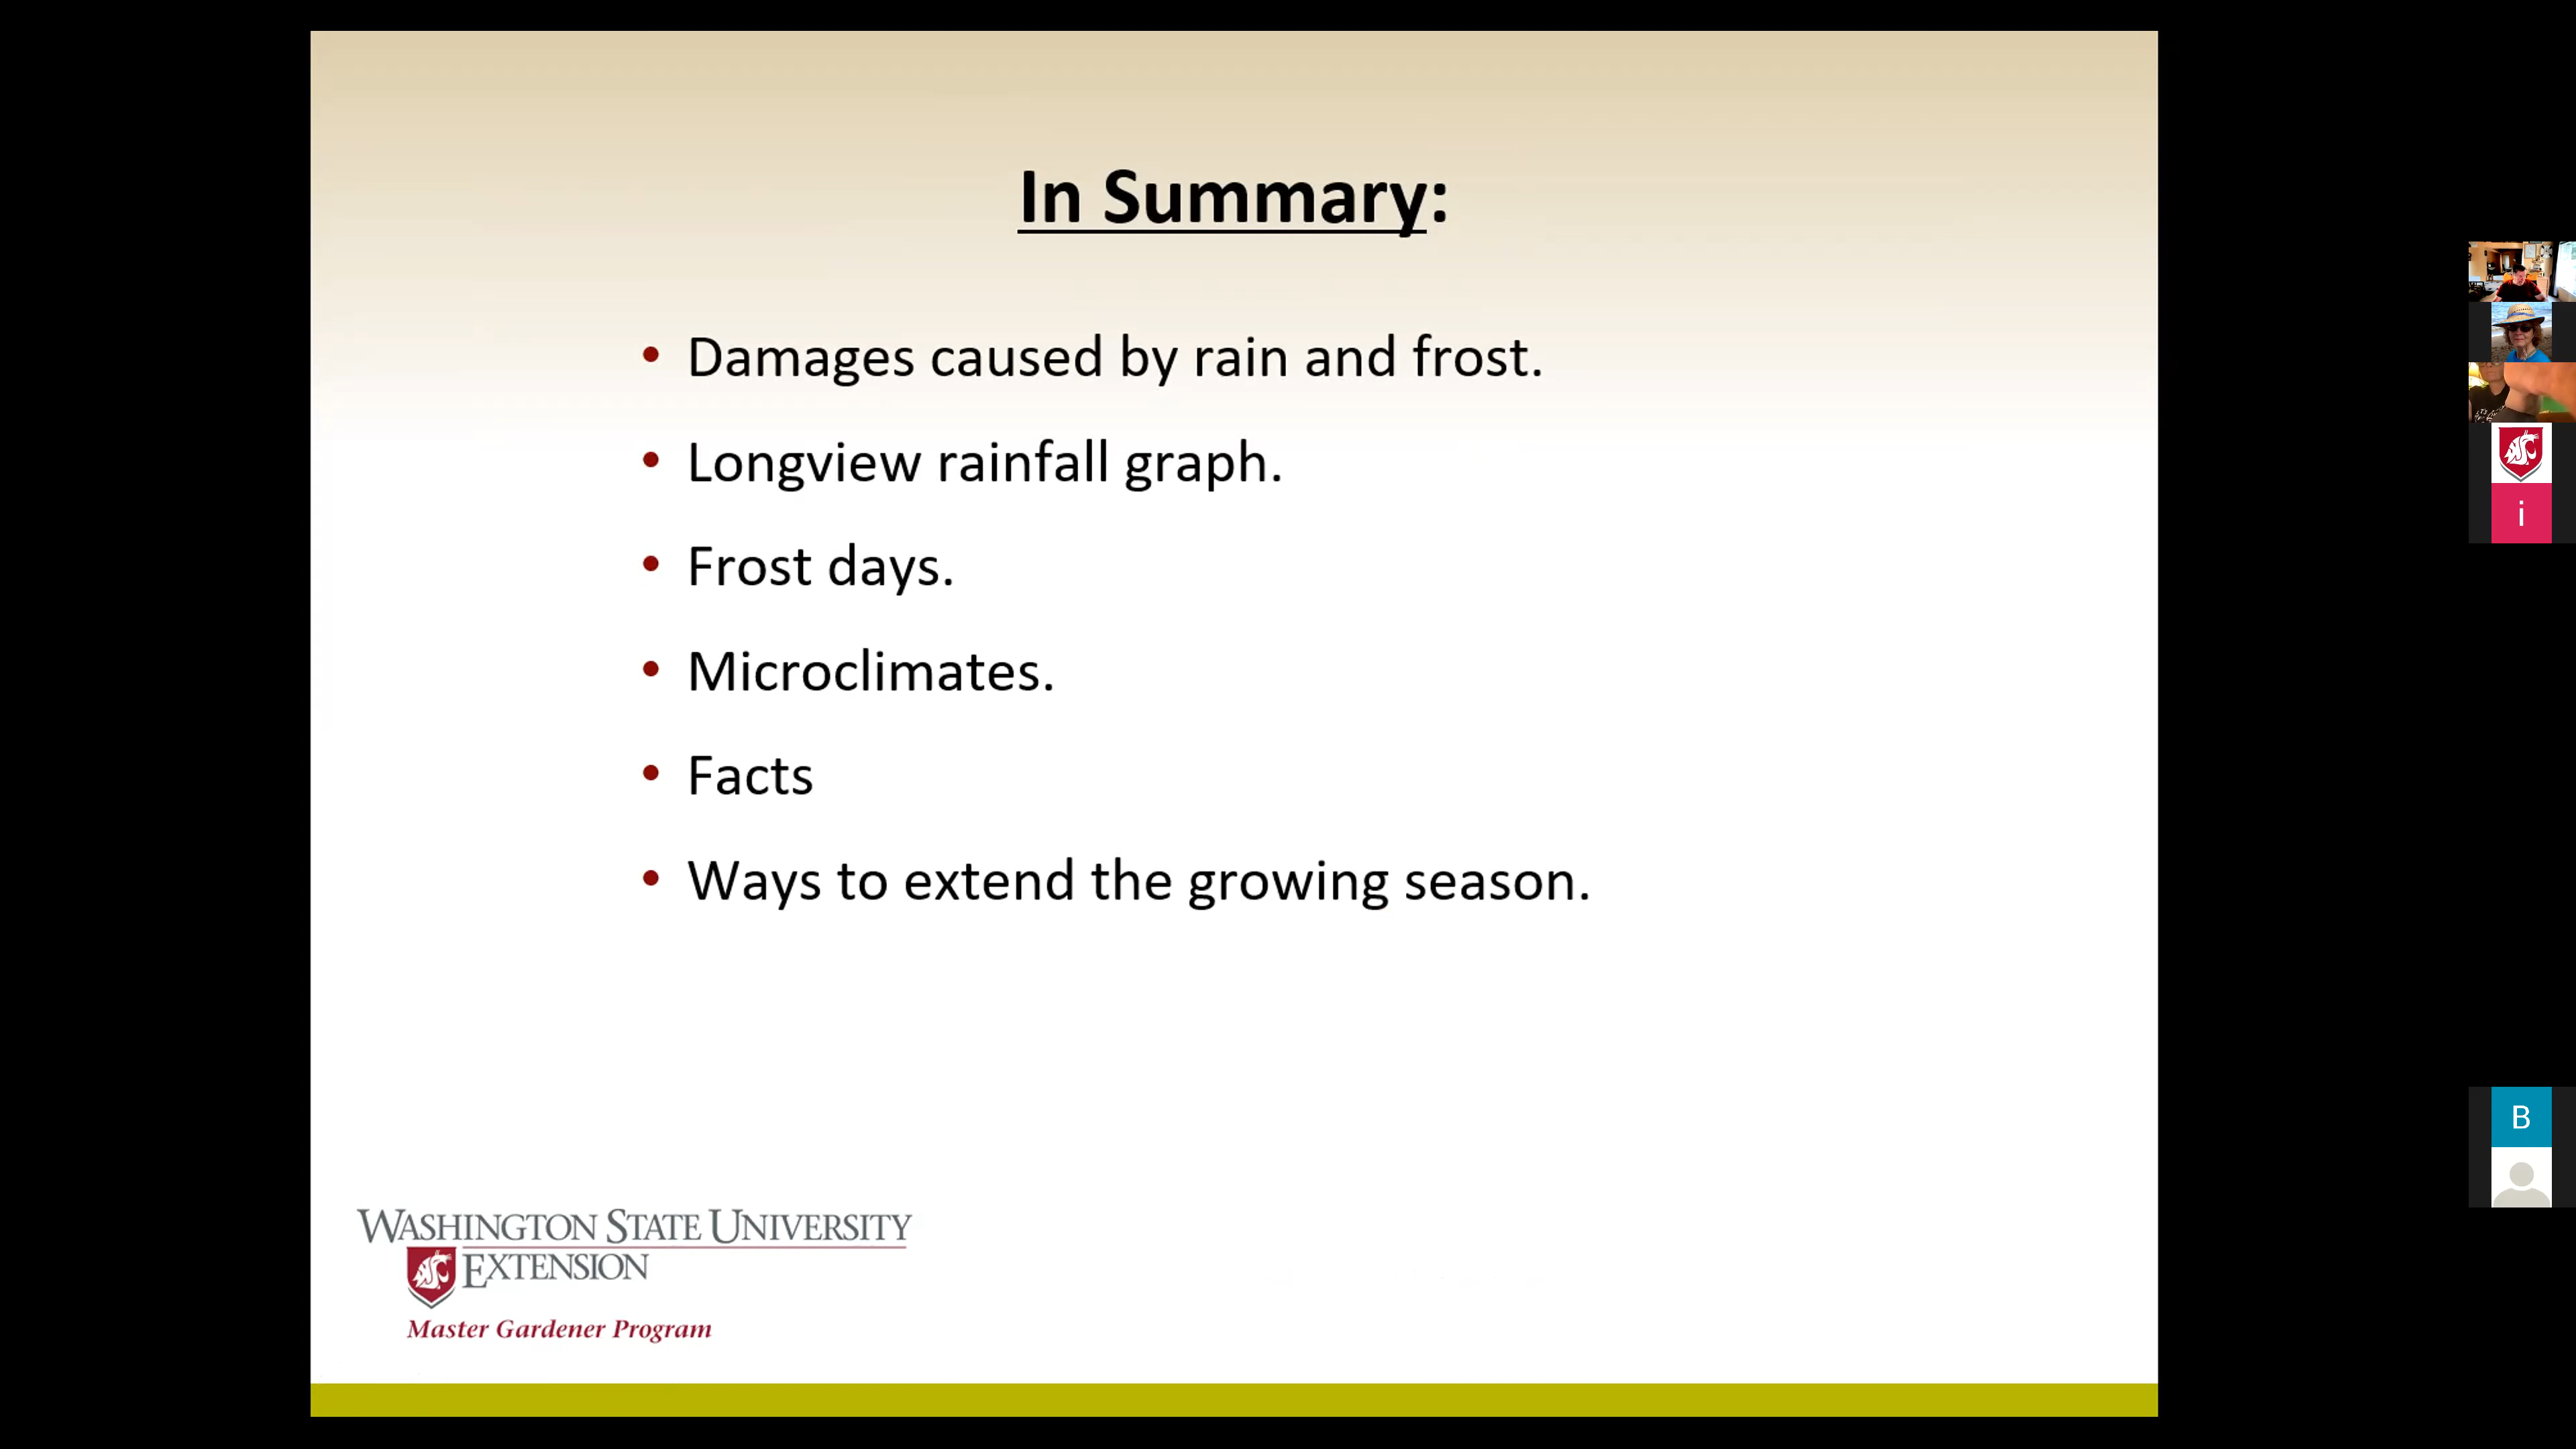 In Summary:
• Damages caused by rain and frost.
• Longview rainfall graph.
• Frost days.
• Microclimates.
• Facts
• Ways to extend the growing season.
WASHINGTON STATE UNIVERSITY
EXTENSION
Master Gardener Program
i
B